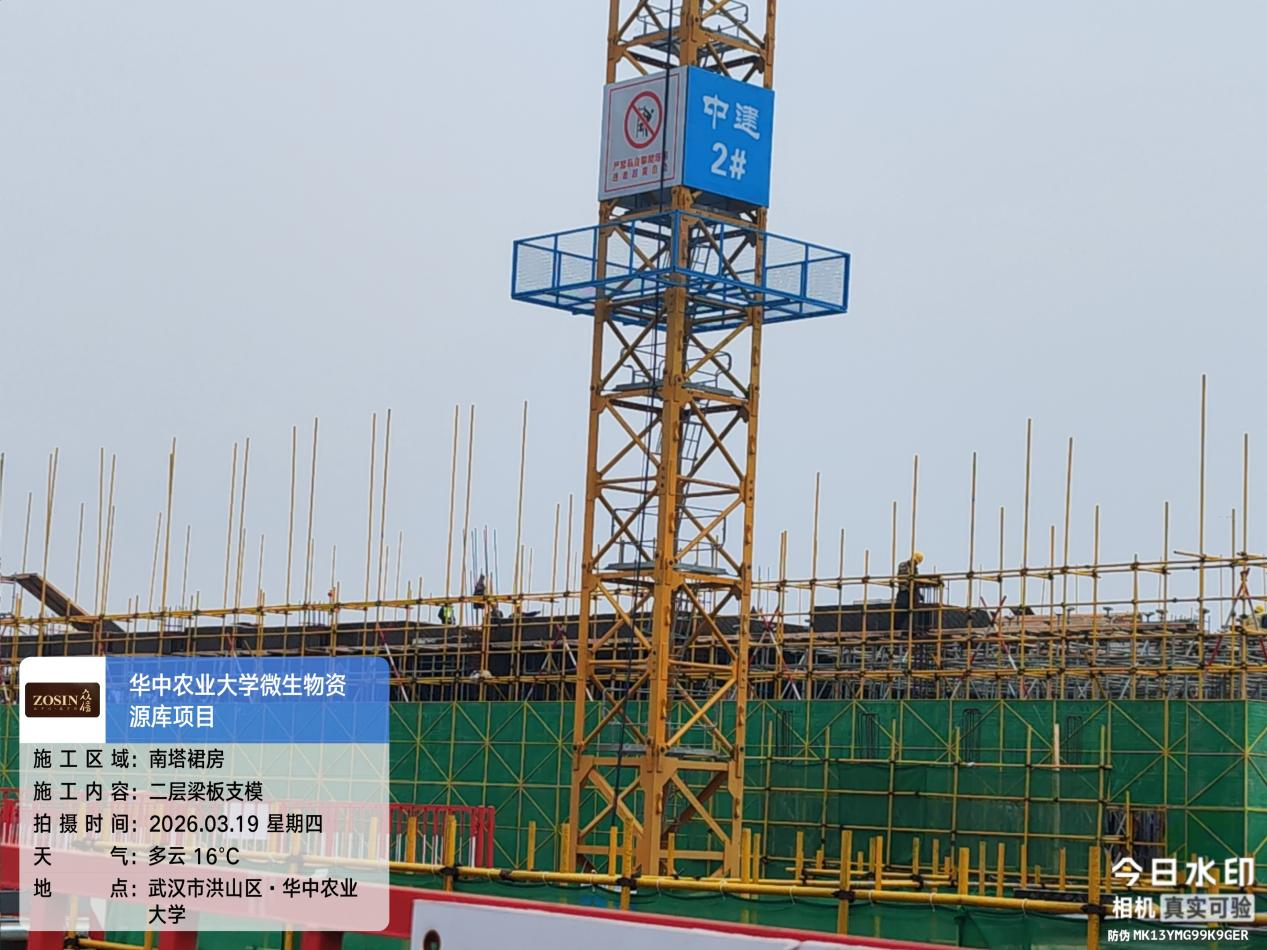 中建
2#
ZOSIN 众信
华中农业大学微生物资
源库项目
施工区域：南塔裙房
施工内容：二层梁板支模
拍摄时间：2026.03.19 星期四
天气：多云 16℃
地点：武汉市洪山区·华中农业
大学
今日水印
相机 真实可验
防伪 MK13YMG99K9GER